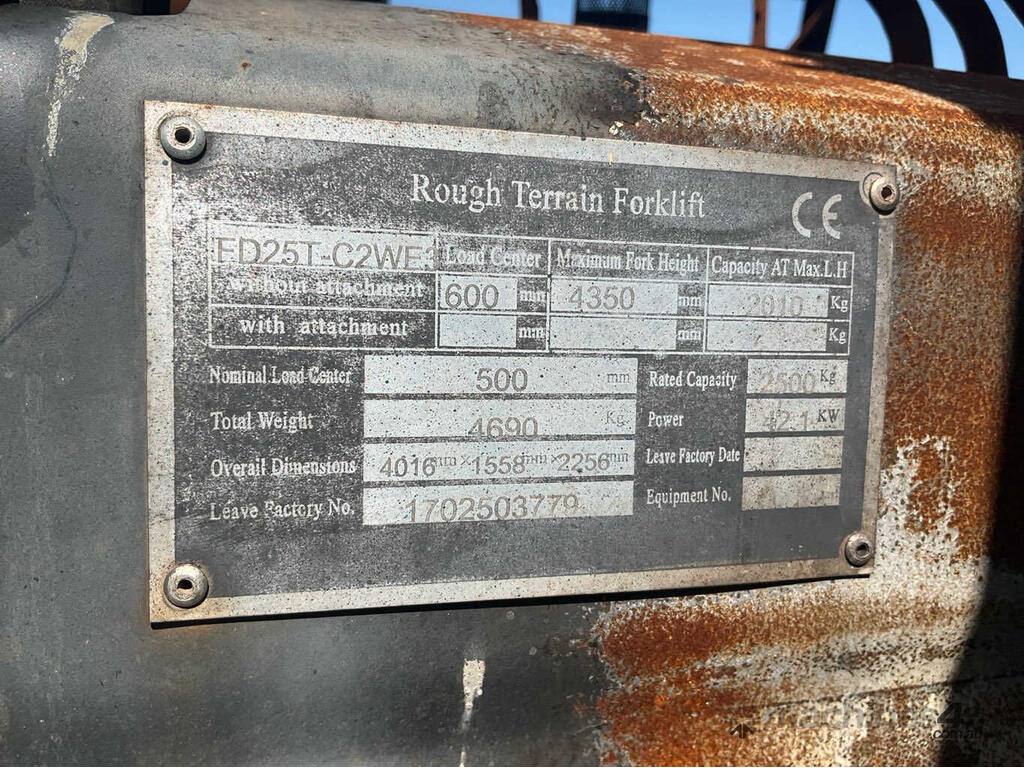 Rough Terrain Forklift
CE
FD25T-C2WE3 Load Center Maximum Fork Height Capacity AT Max.L.H
without attachment 600 mm 4350 mm 2010 Kg
with attachment mm mm Kg
Nominal Load Center 500 mm Rated Capacity 2500 Kg
Total Weight 4690 Kg Power 42.1 KW
Overail Dimensions 4016mm×1558mm×2256mm Leave Factory Date
Leave Factory No. 1702503779 Equipment No.